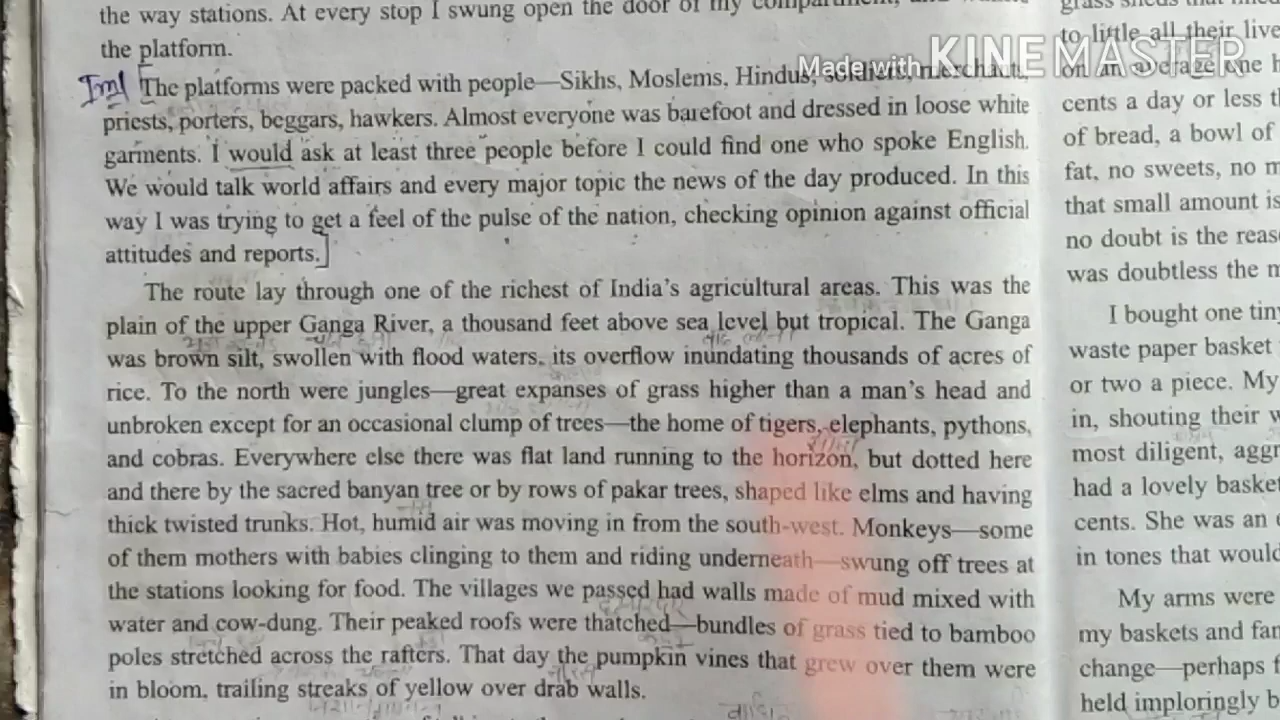 the way stations. At every stop I swung open the door of my compartment, and
the platform.
Made with KINEMASTER
Imp [The platforms were packed with people—Sikhs, Moslems, Hindus, soldiers, merchants,
priests, porters, beggars, hawkers. Almost everyone was barefoot and dressed in loose white
garments. I would ask at least three people before I could find one who spoke English.
We would talk world affairs and every major topic the news of the day produced. In this
way I was trying to get a feel of the pulse of the nation, checking opinion against official
attitudes and reports.]
The route lay through one of the richest of India's agricultural areas. This was the
plain of the upper Ganga River, a thousand feet above sea level but tropical. The Ganga
was brown silt, swollen with flood waters, its overflow inundating thousands of acres of
rice. To the north were jungles—great expanses of grass higher than a man's head and
unbroken except for an occasional clump of trees—the home of tigers, elephants, pythons,
and cobras. Everywhere else there was flat land running to the horizon, but dotted here
and there by the sacred banyan tree or by rows of pakar trees, shaped like elms and having
thick twisted trunks. Hot, humid air was moving in from the south-west. Monkeys—some
of them mothers with babies clinging to them and riding underneath—swung off trees at
the stations looking for food. The villages we passed had walls made of mud mixed with
water and cow-dung. Their peaked roofs were thatched—bundles of grass tied to bamboo
poles stretched across the rafters. That day the pumpkin vines that grew over them were
in bloom, trailing streaks of yellow over drab walls.
grass sheds that
to little all their live
on an average one
cents a day or less
of bread, a bowl of
fat, no sweets, no
that small amount is
no doubt is the
was doubtless the
I bought one tiny
waste paper basket
or two a piece. My
in, shouting their
most diligent,
had a lovely basket
cents. She was an
in tones that would
My arms were
my baskets and
change—perhaps
held imploringly